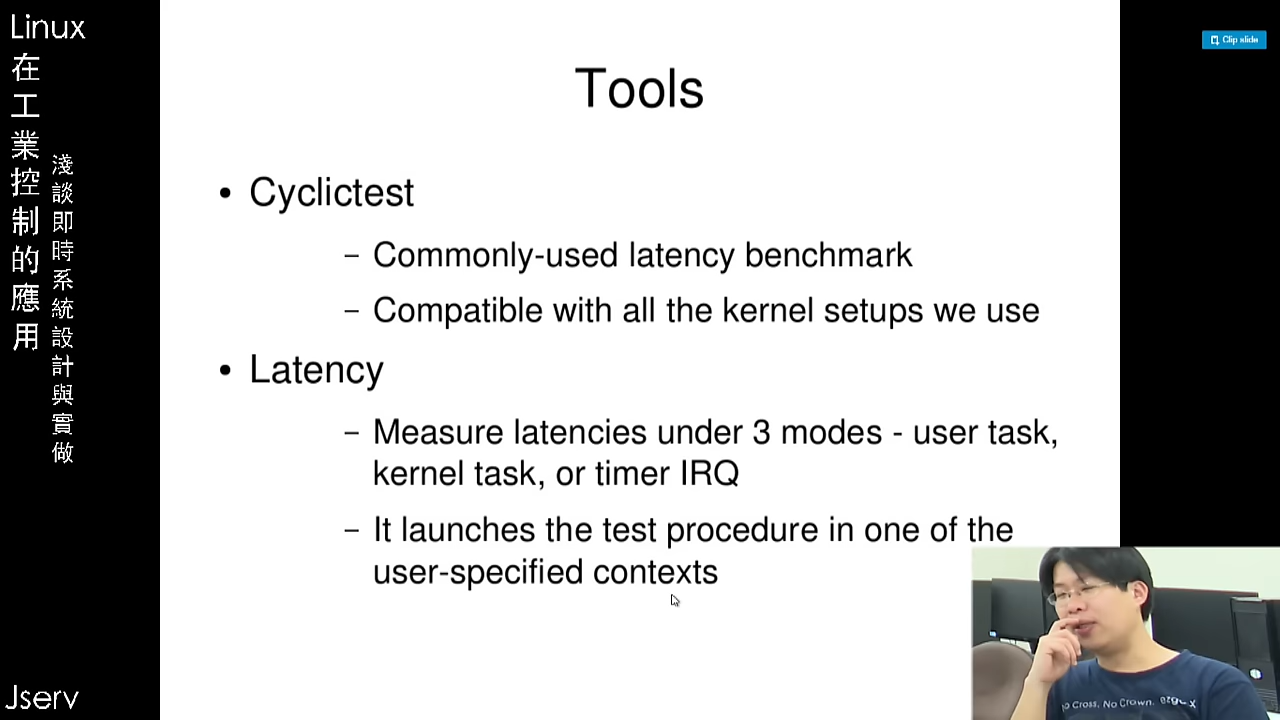 Linux
在工業控制的應用
淺談即時系統設計與實做
Jserv
Clip slide
Tools
• Cyclictest
– Commonly-used latency benchmark
– Compatible with all the kernel setups we use
• Latency
– Measure latencies under 3 modes - user task,
kernel task, or timer IRQ
– It launches the test procedure in one of the
user-specified contexts
Cross, No Crown.